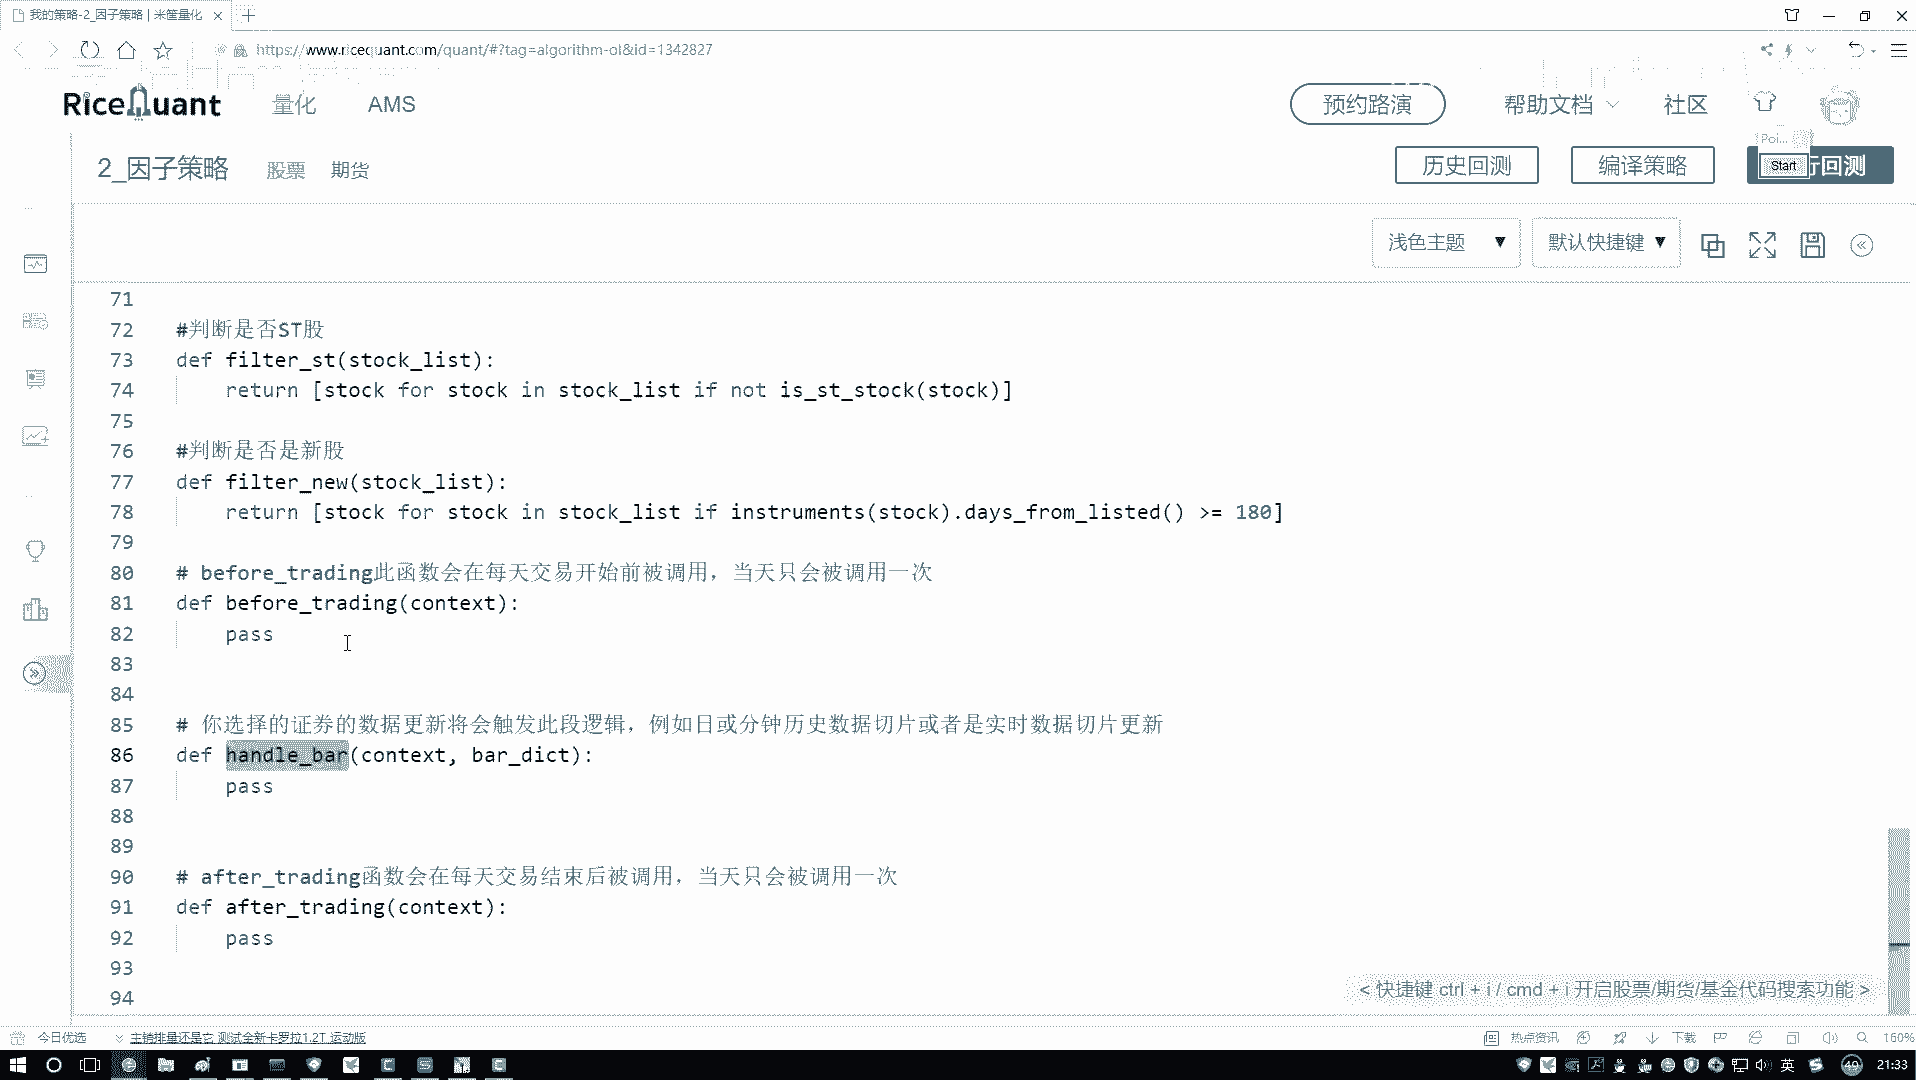 我的策略-2_因子策略 | 米筐量化
https://www.ricequant.com/quant/#?tag=algorithm-ol&id=1342827
RiceQuant 量化 AMS 预约路演 帮助文档 社区
Poi...
2_因子策略 股票 期货 历史回测 编译策略 Start 行回测
浅色主题 ▼ 默认快捷键 ▼
71
72 #判断是否ST股
73 def filter_st(stock_list):
74 return [stock for stock in stock_list if not is_st_stock(stock)]
75
76 #判断是否是新股
77 def filter_new(stock_list):
78 return [stock for stock in stock_list if instruments(stock).days_from_listed() >= 180]
79
80 # before_trading此函数会在每天交易开始前被调用，当天只会被调用一次
81 def before_trading(context):
82 pass
83
84
85 # 你选择的证券的数据更新将会触发此段逻辑，例如日或分钟历史数据切片或者是实时数据切片更新
86 def handle_bar(context, bar_dict):
87 pass
88
89
90 # after_trading函数会在每天交易结束后被调用，当天只会被调用一次
91 def after_trading(context):
92 pass
93
94
< 快捷键 ctrl + i / cmd + i 开启股票/期货/基金代码搜索功能 >
今日优选 主销排量还是它 测试全新卡罗拉1.2T 运动版 热点资讯 下载 160%
英 49 21:33